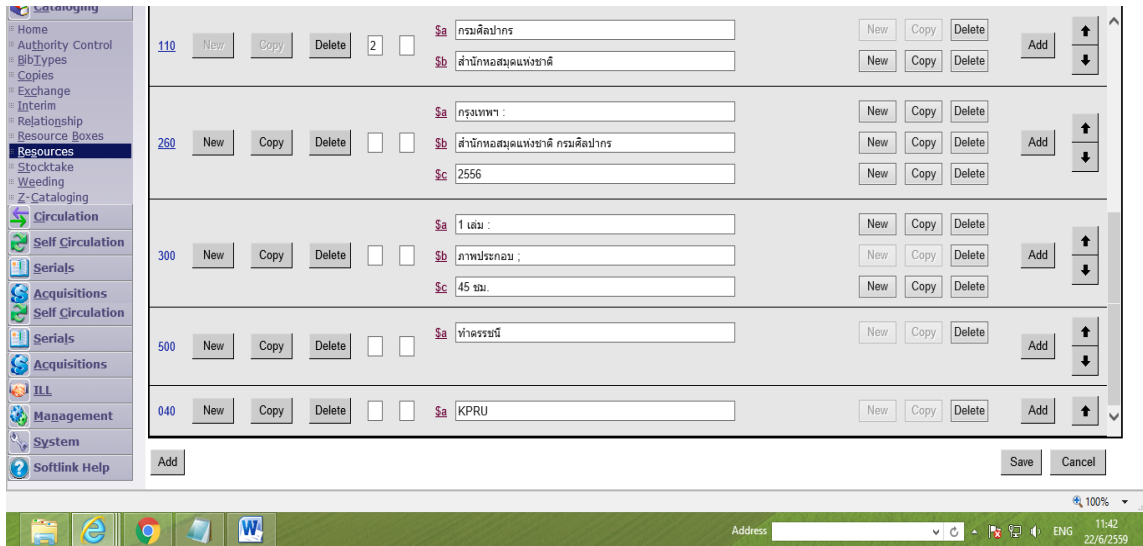 Cataloging
Home
Authority Control
BibTypes
Copies
Exchange
Interim
Relationship
Resource Boxes
Resources
Stocktake
Weeding
Z-Cataloging
Circulation
Self Circulation
Serials
Acquisitions
Self Circulation
Serials
Acquisitions
ILL
Management
System
Softlink Help
$a กรมศิลปากร New Copy Delete
110 New Copy Delete 2 Add
$b สำนักหอสมุดแห่งชาติ New Copy Delete
$a กรุงเทพฯ : New Copy Delete
260 New Copy Delete $b สำนักหอสมุดแห่งชาติ กรมศิลปากร New Copy Delete Add
$c 2556 New Copy Delete
$a 1 เล่ม : New Copy Delete
300 New Copy Delete $b ภาพประกอบ ; New Copy Delete Add
$c 45 ซม. New Copy Delete
$a ทำดรรชนี New Copy Delete
500 New Copy Delete Add
040 New Copy Delete $a KPRU New Copy Delete Add
Add Save Cancel
100%
Address ENG 11:42
22/6/2559